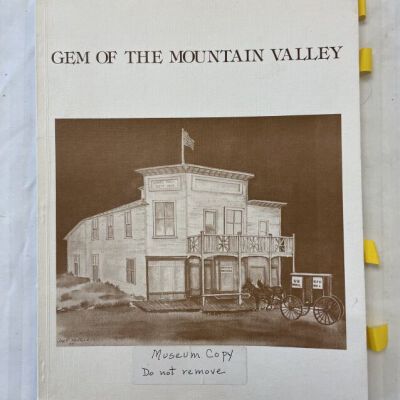 GEM OF THE MOUNTAIN VALLEY
Museum Copy
Do not remove